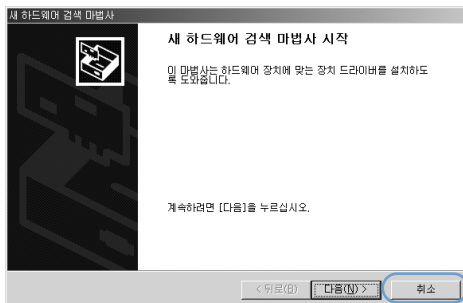 새 하드웨어 검색 마법사
새 하드웨어 검색 마법사 시작
이 마법사는 하드웨어 장치에 맞는 장치 드라이버를 설치하도
록 도와줍니다.
계속하려면 [다음]을 누르십시오.
< 뒤로(B)
다음(N) >
취소